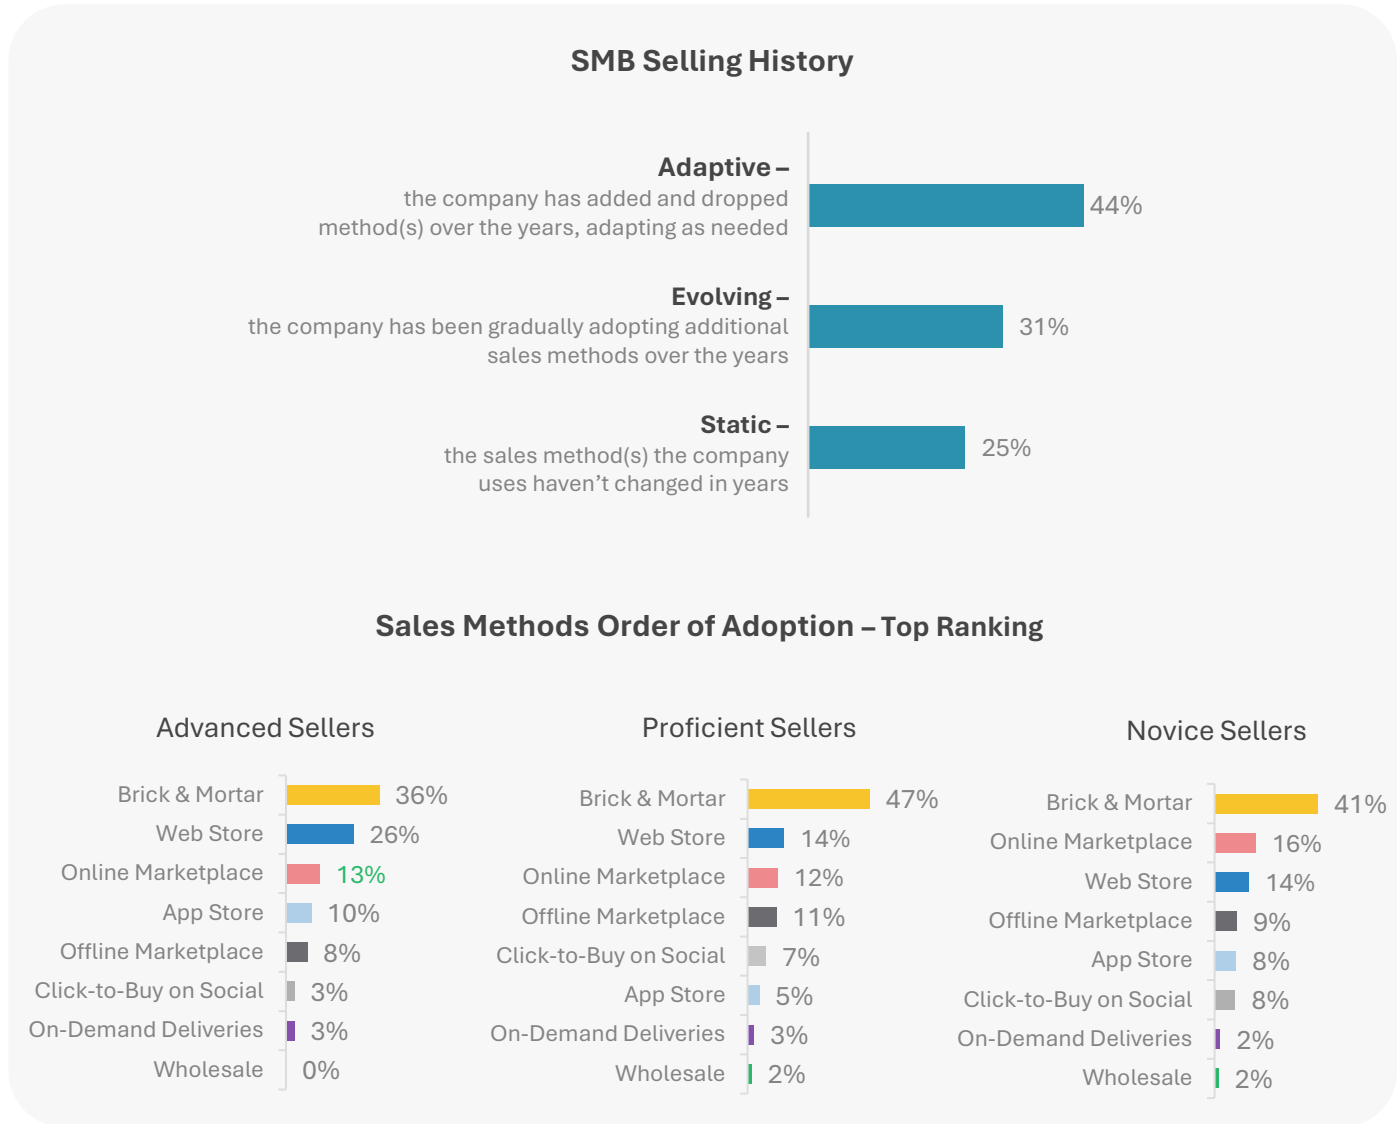 SMB Selling History
Adaptive –
the company has added and dropped
method(s) over the years, adapting as needed
44%
Evolving –
the company has been gradually adopting additional
sales methods over the years
31%
Static –
the sales method(s) the company
uses haven’t changed in years
25%
Sales Methods Order of Adoption – Top Ranking
Advanced Sellers
Brick & Mortar 36%
Web Store 26%
Online Marketplace 13%
App Store 10%
Offline Marketplace 8%
Click-to-Buy on Social 3%
On-Demand Deliveries 3%
Wholesale 0%
Proficient Sellers
Brick & Mortar 47%
Web Store 14%
Online Marketplace 12%
Offline Marketplace 11%
Click-to-Buy on Social 7%
App Store 5%
On-Demand Deliveries 3%
Wholesale 2%
Novice Sellers
Brick & Mortar 41%
Online Marketplace 16%
Web Store 14%
Offline Marketplace 9%
App Store 8%
Click-to-Buy on Social 8%
On-Demand Deliveries 2%
Wholesale 2%